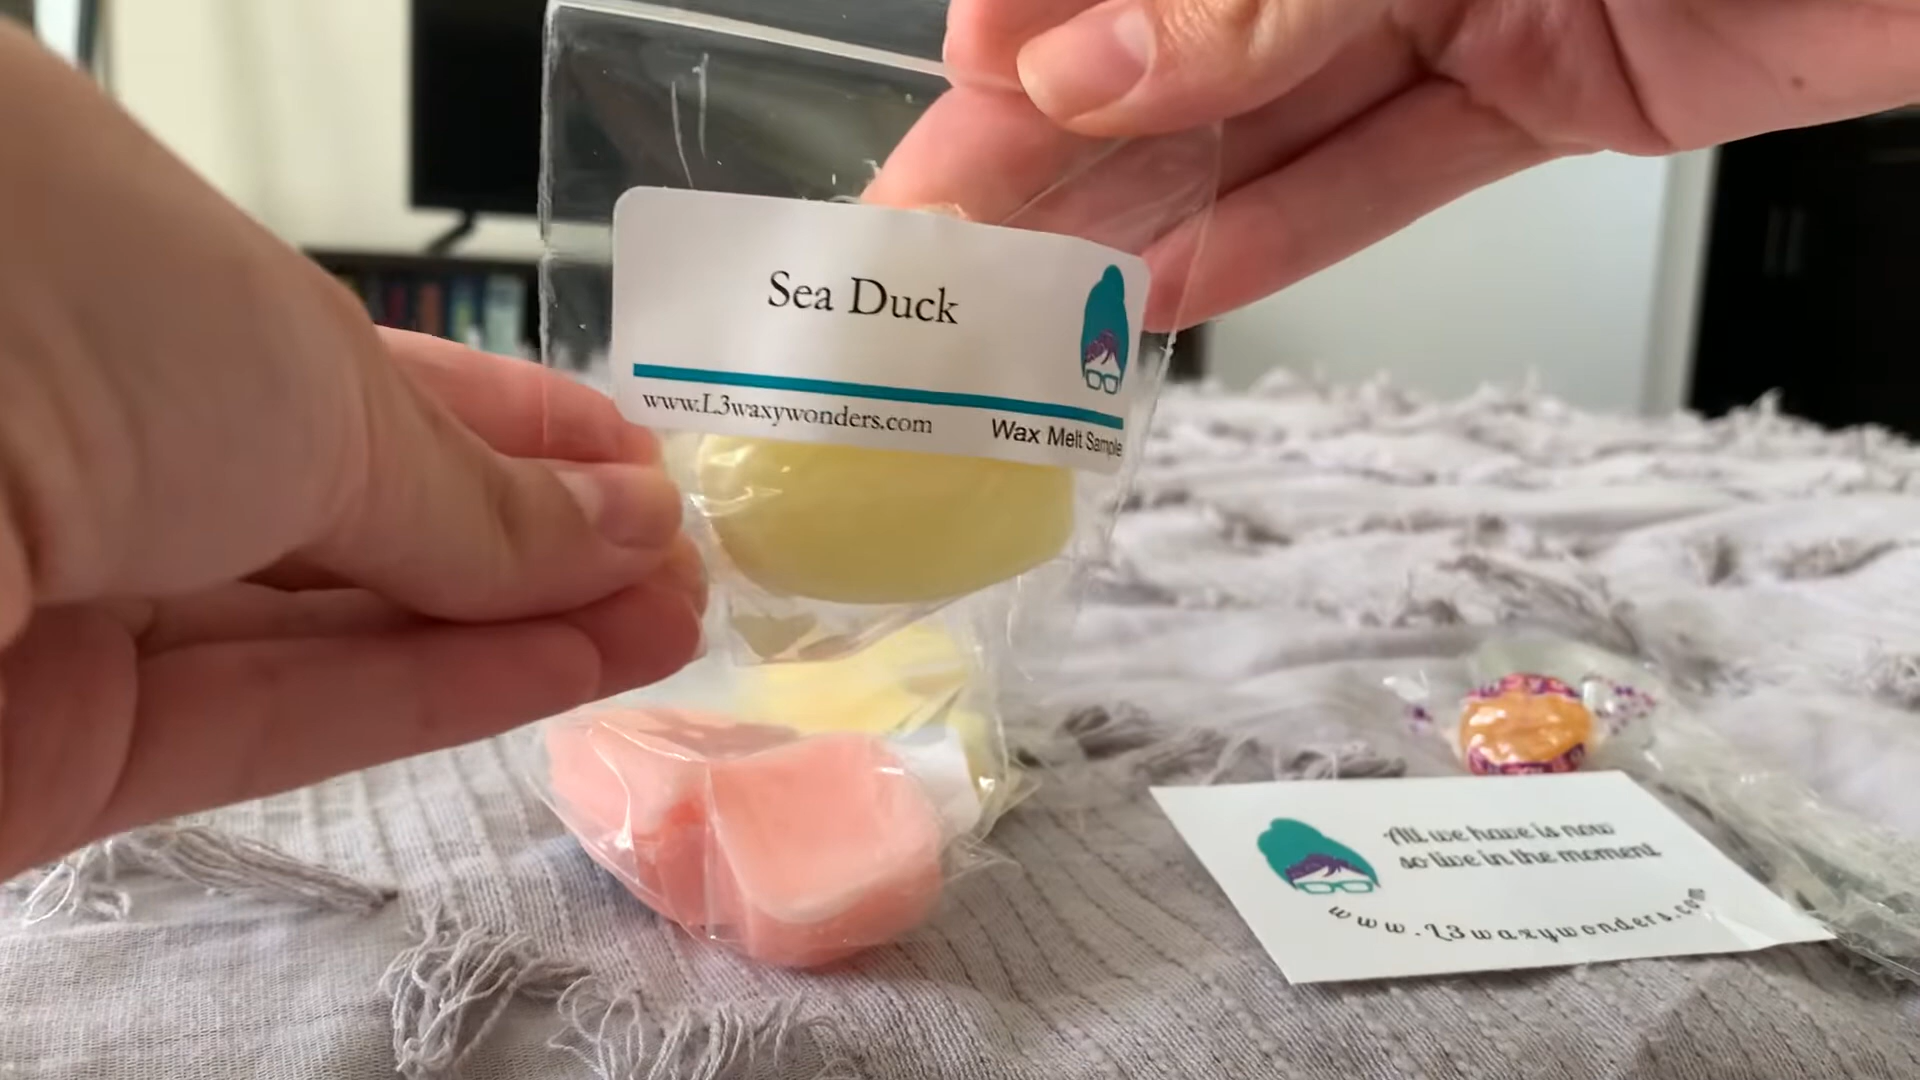 Sea Duck
www.L3waxywonders.com
Wax Melt Sample
All we have is now
so live in the moment
www.L3waxywonders.com